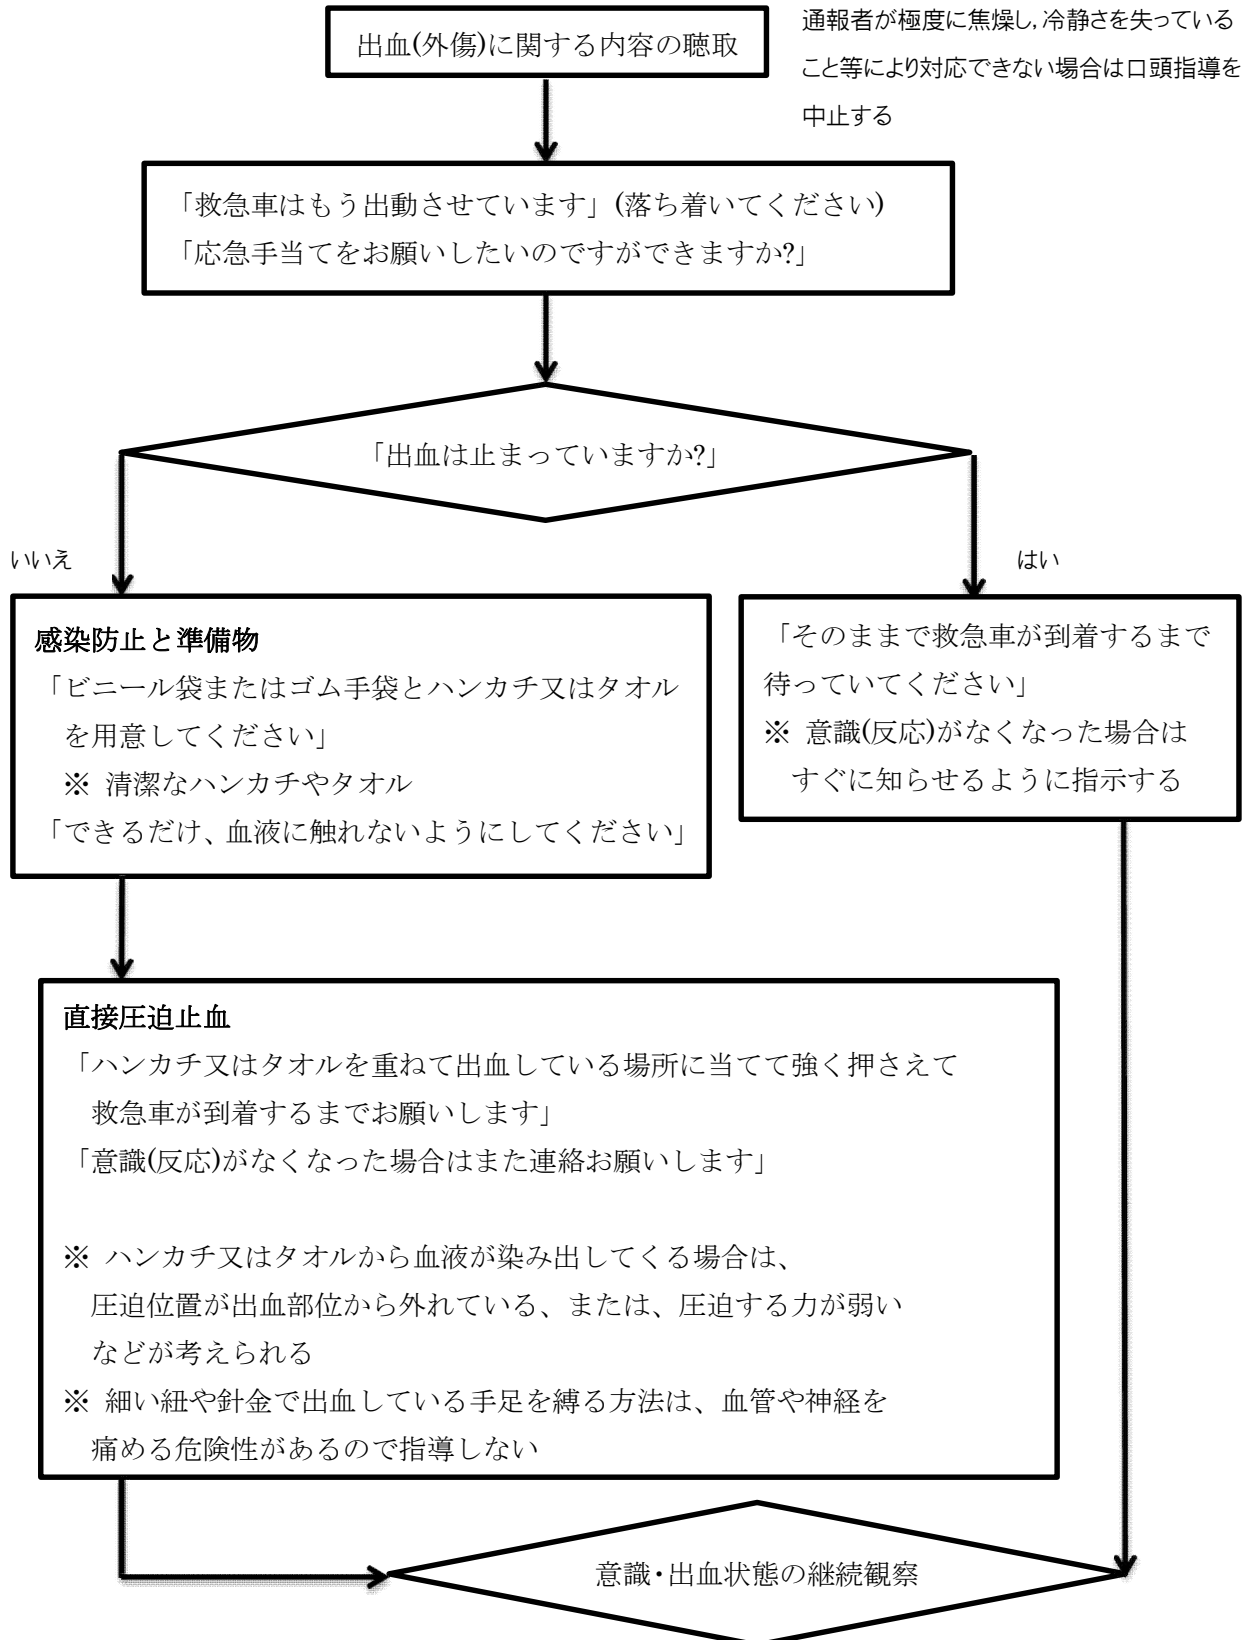 出血(外傷)に関する内容の聴取
通報者が極度に焦燥し,冷静さを失っている
こと等により対応できない場合は口頭指導を
中止する
「救急車はもう出動させています」(落ち着いてください)
「応急手当てをお願いしたいのですができますか?」
「出血は止まっていますか?」
いいえ
はい
感染防止と準備物
「ビニール袋またはゴム手袋とハンカチ又はタオル
を用意してください」
※ 清潔なハンカチやタオル
「できるだけ、血液に触れないようにしてください」
「そのままで救急車が到着するまで
待っていてください」
※ 意識(反応)がなくなった場合は
すぐに知らせるように指示する
直接圧迫止血
「ハンカチ又はタオルを重ねて出血している場所に当てて強く押さえて
救急車が到着するまでお願いします」
「意識(反応)がなくなった場合はまた連絡お願いします」
※ ハンカチ又はタオルから血液が染み出してくる場合は、
圧迫位置が出血部位から外れている、または、圧迫する力が弱い
などが考えられる
※ 細い紐や針金で出血している手足を縛る方法は、血管や神経を
痛める危険性があるので指導しない
意識・出血状態の継続観察